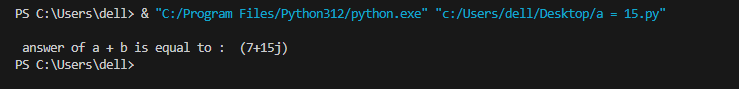 PS C:\Users\dell> & "C:/Program Files/Python312/python.exe" "c:/Users/dell/Desktop/a = 15.py"
answer of a + b is equal to :  (7+15j)
PS C:\Users\dell>